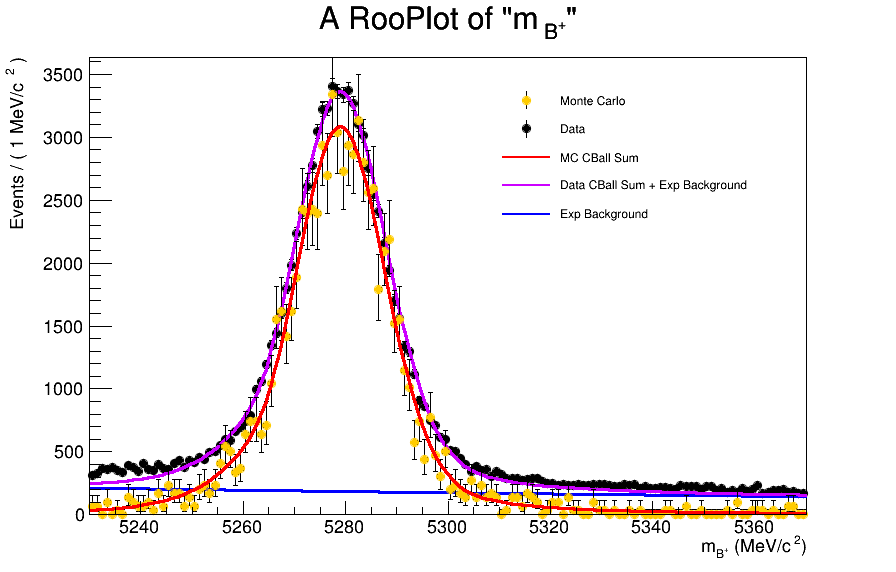 A RooPlot of "m B+"
Events / ( 1 MeV/c 2 )
3500
3000
2500
2000
1500
1000
500
0
Monte Carlo
Data
MC CBall Sum
Data CBall Sum + Exp Background
Exp Background
5240 5260 5280 5300 5320 5340 5360
m B+ (MeV/c 2)